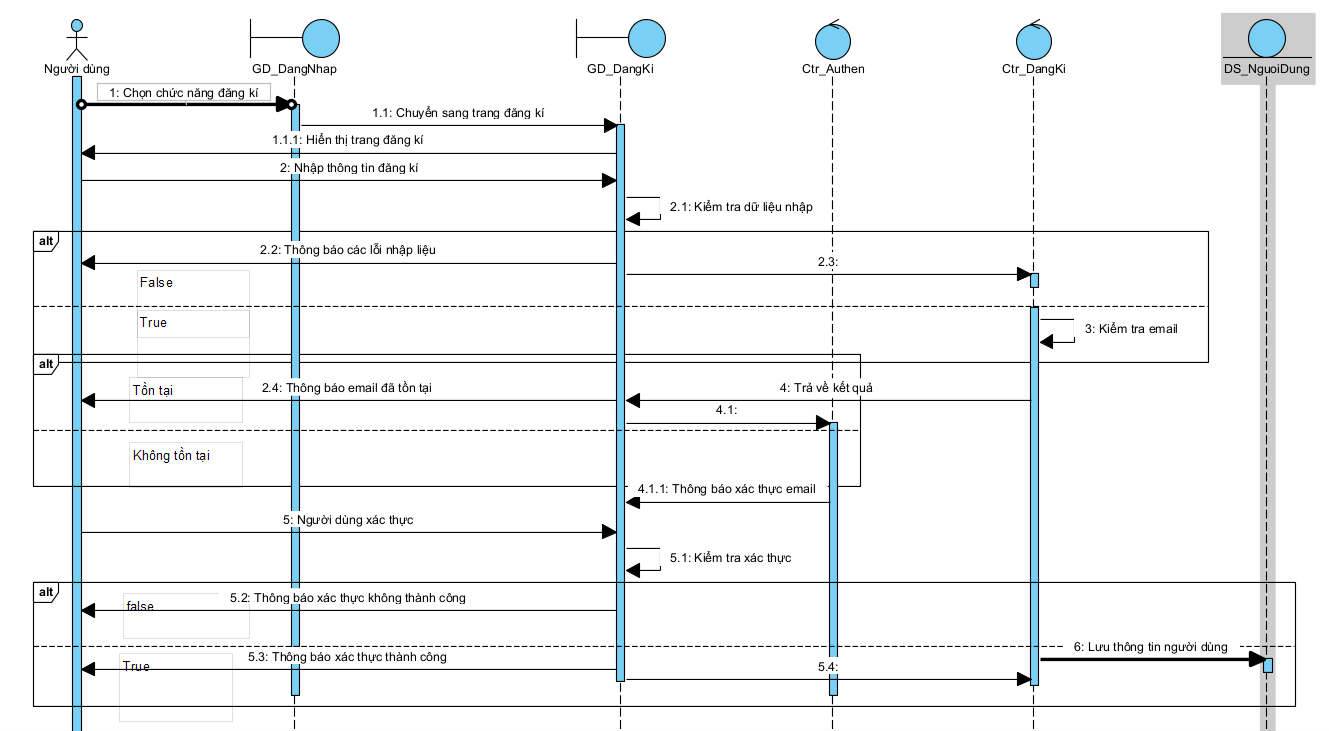 Người dùng
GD_DangNhap
GD_DangKi
Ctr_Authen
Ctr_DangKi
DS_NguoiDung
1: Chọn chức năng đăng kí
1.1: Chuyển sang trang đăng kí
1.1.1: Hiển thị trang đăng kí
2: Nhập thông tin đăng kí
2.1: Kiểm tra dữ liệu nhập
alt
2.2: Thông báo các lỗi nhập liệu
2.3:
False
True
3: Kiểm tra email
alt
Tồn tại
2.4: Thông báo email đã tồn tại
4: Trả về kết quả
4.1:
Không tồn tại
4.1.1: Thông báo xác thực email
5: Người dùng xác thực
5.1: Kiểm tra xác thực
alt
5.2: Thông báo xác thực không thành công
false
6: Lưu thông tin người dùng
5.3: Thông báo xác thực thành công
True
5.4: